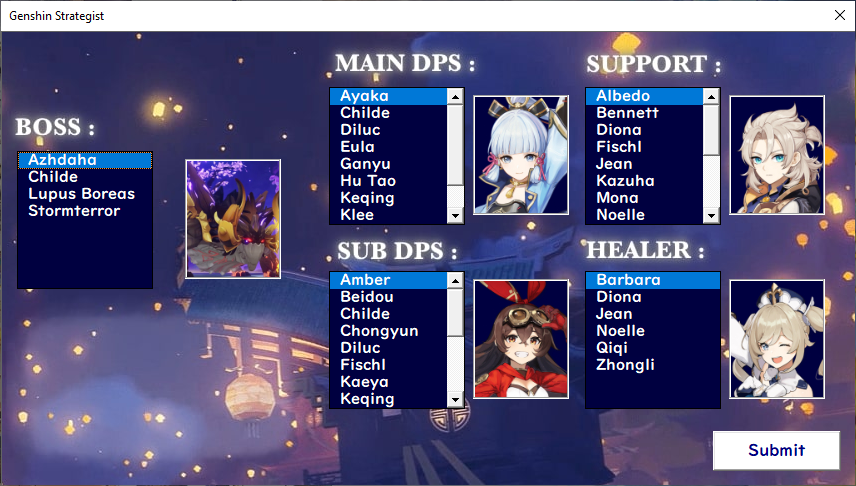 Genshin Strategist
BOSS :
Azhdaha
Childe
Lupus Boreas
Stormterror
MAIN DPS :
Ayaka
Childe
Diluc
Eula
Ganyu
Hu Tao
Keqing
Klee
SUPPORT :
Albedo
Bennett
Diona
Fischl
Jean
Kazuha
Mona
Noelle
SUB DPS :
Amber
Beidou
Childe
Chongyun
Diluc
Fischl
Kaeya
Keqing
HEALER :
Barbara
Diona
Jean
Noelle
Qiqi
Zhongli
Submit